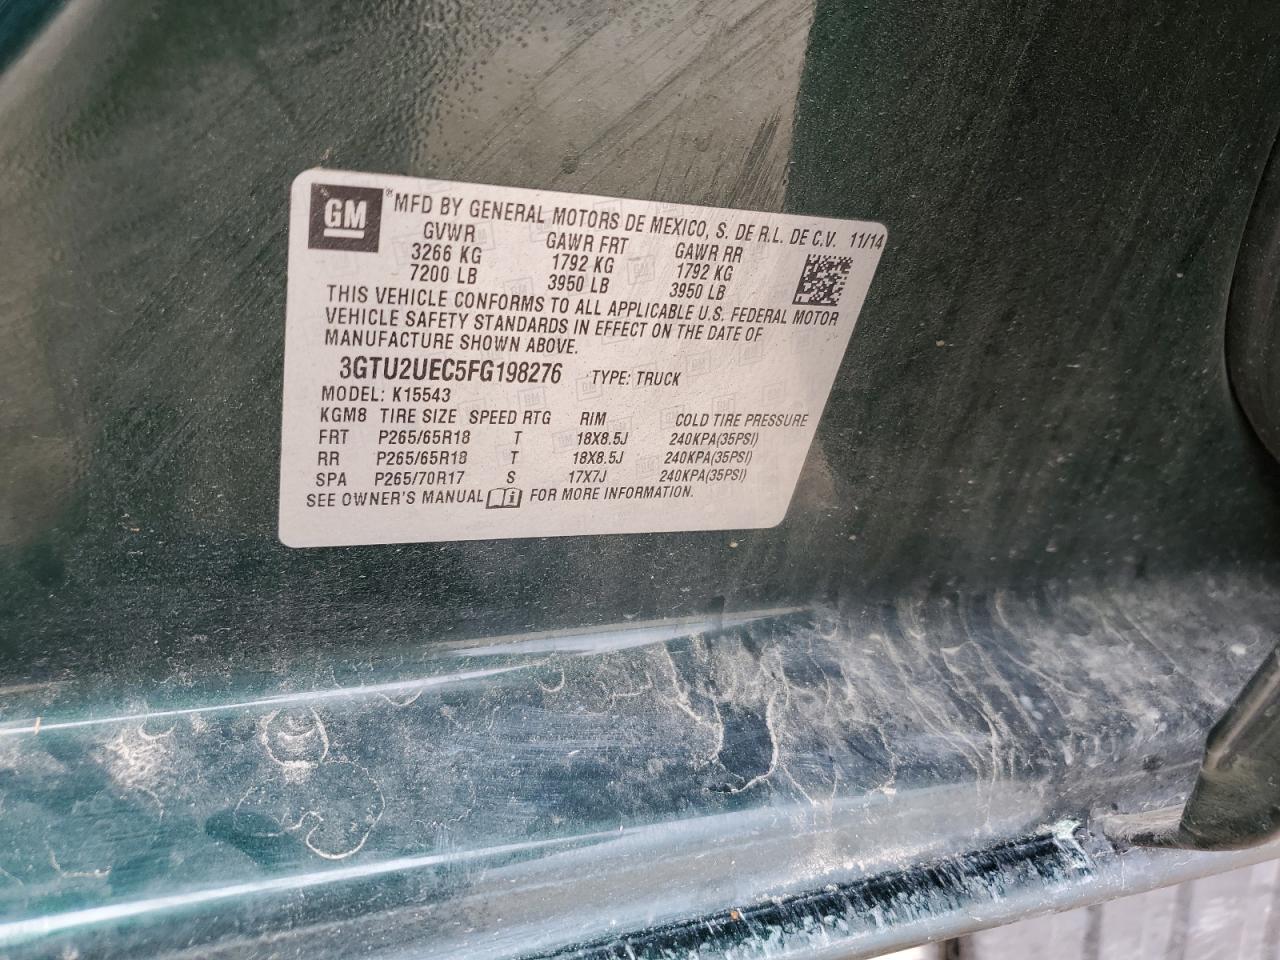 GM ® MFD BY GENERAL MOTORS DE MEXICO, S. DE R.L. DE C.V. 11/14
GVWR GAWR FRT GAWR RR
3266 KG 1792 KG 1792 KG
7200 LB 3950 LB 3950 LB
THIS VEHICLE CONFORMS TO ALL APPLICABLE U.S. FEDERAL MOTOR
VEHICLE SAFETY STANDARDS IN EFFECT ON THE DATE OF
MANUFACTURE SHOWN ABOVE.
3GTU2UEC5FG198276 TYPE: TRUCK
MODEL: K15543
KGM8 TIRE SIZE SPEED RTG RIM COLD TIRE PRESSURE
FRT P265/65R18 T 18X8.5J 240KPA(35PSI)
RR P265/65R18 T 18X8.5J 240KPA(35PSI)
SPA P265/70R17 S 17X7J 240KPA(35PSI)
SEE OWNER'S MANUAL i FOR MORE INFORMATION.